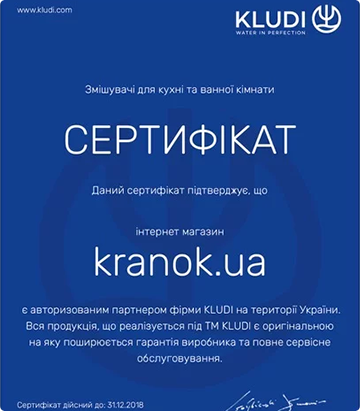 www.kludi.com
KLUDI
WATER IN PERFECTION
Змішувачі для кухні та ванної кімнати
СЕРТИФІКАТ
Даний сертифікат підтверджує, що
інтернет магазин
kranok.ua
є авторизованим партнером фірми KLUDI на території України.
Вся продукція, що реалізується під ТМ KLUDI є оригінальною
на яку поширюється гарантія виробника та повне сервісне
обслуговування.
Сертифікат дійсний до: 31.12.2018